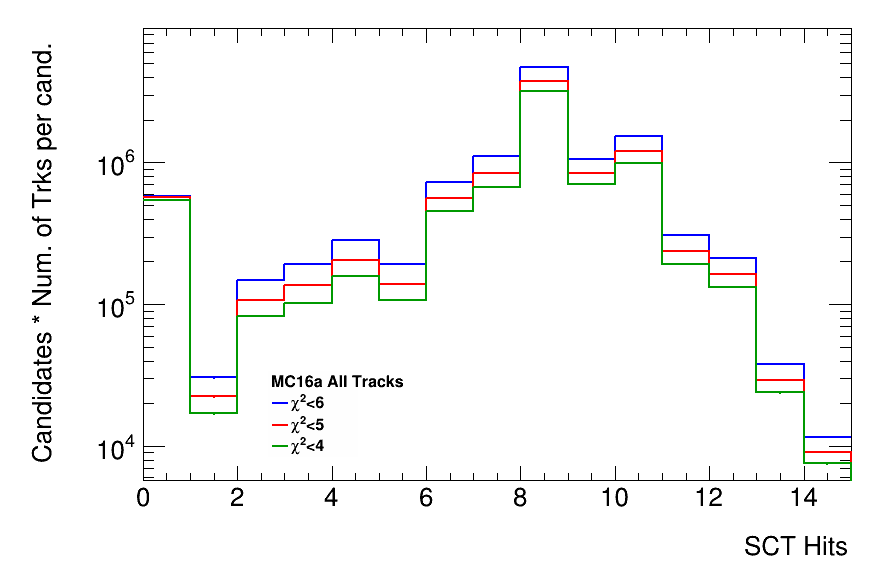 Candidates * Num. of Trks per cand.
10⁶
10⁵
10⁴
MC16a All Tracks
χ²<6
χ²<5
χ²<4
0 2 4 6 8 10 12 14
SCT Hits